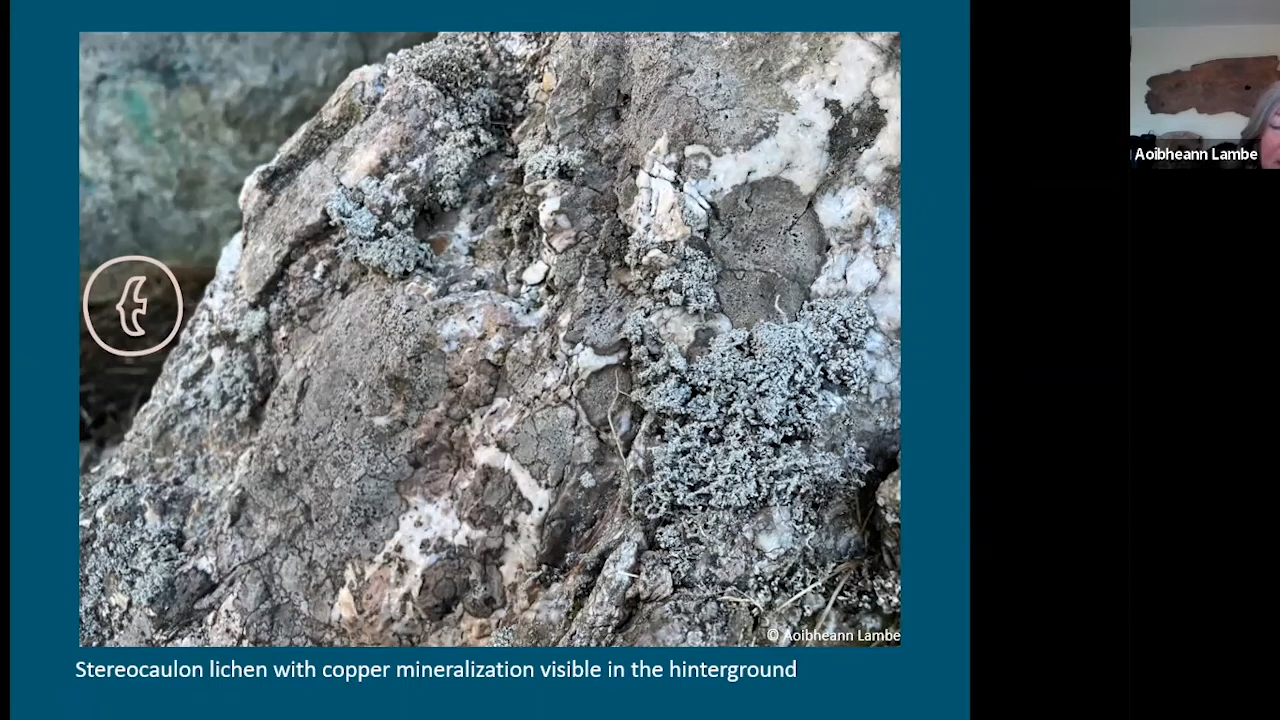 Aoibheann Lambe
© Aoibheann Lambe
Stereocaulon lichen with copper mineralization visible in the hinterground